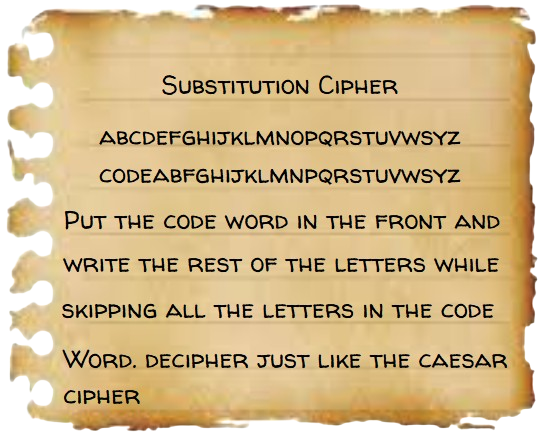 Substitution Cipher
ABCDEFGHIJKLMNOPQRSTUVWSYZ
CODEABFGHIJKLMNPQRSTUVWSYZ
Put the code word in the front and
write the rest of the letters while
skipping all the letters in the code
Word. decipher just like the caesar
cipher